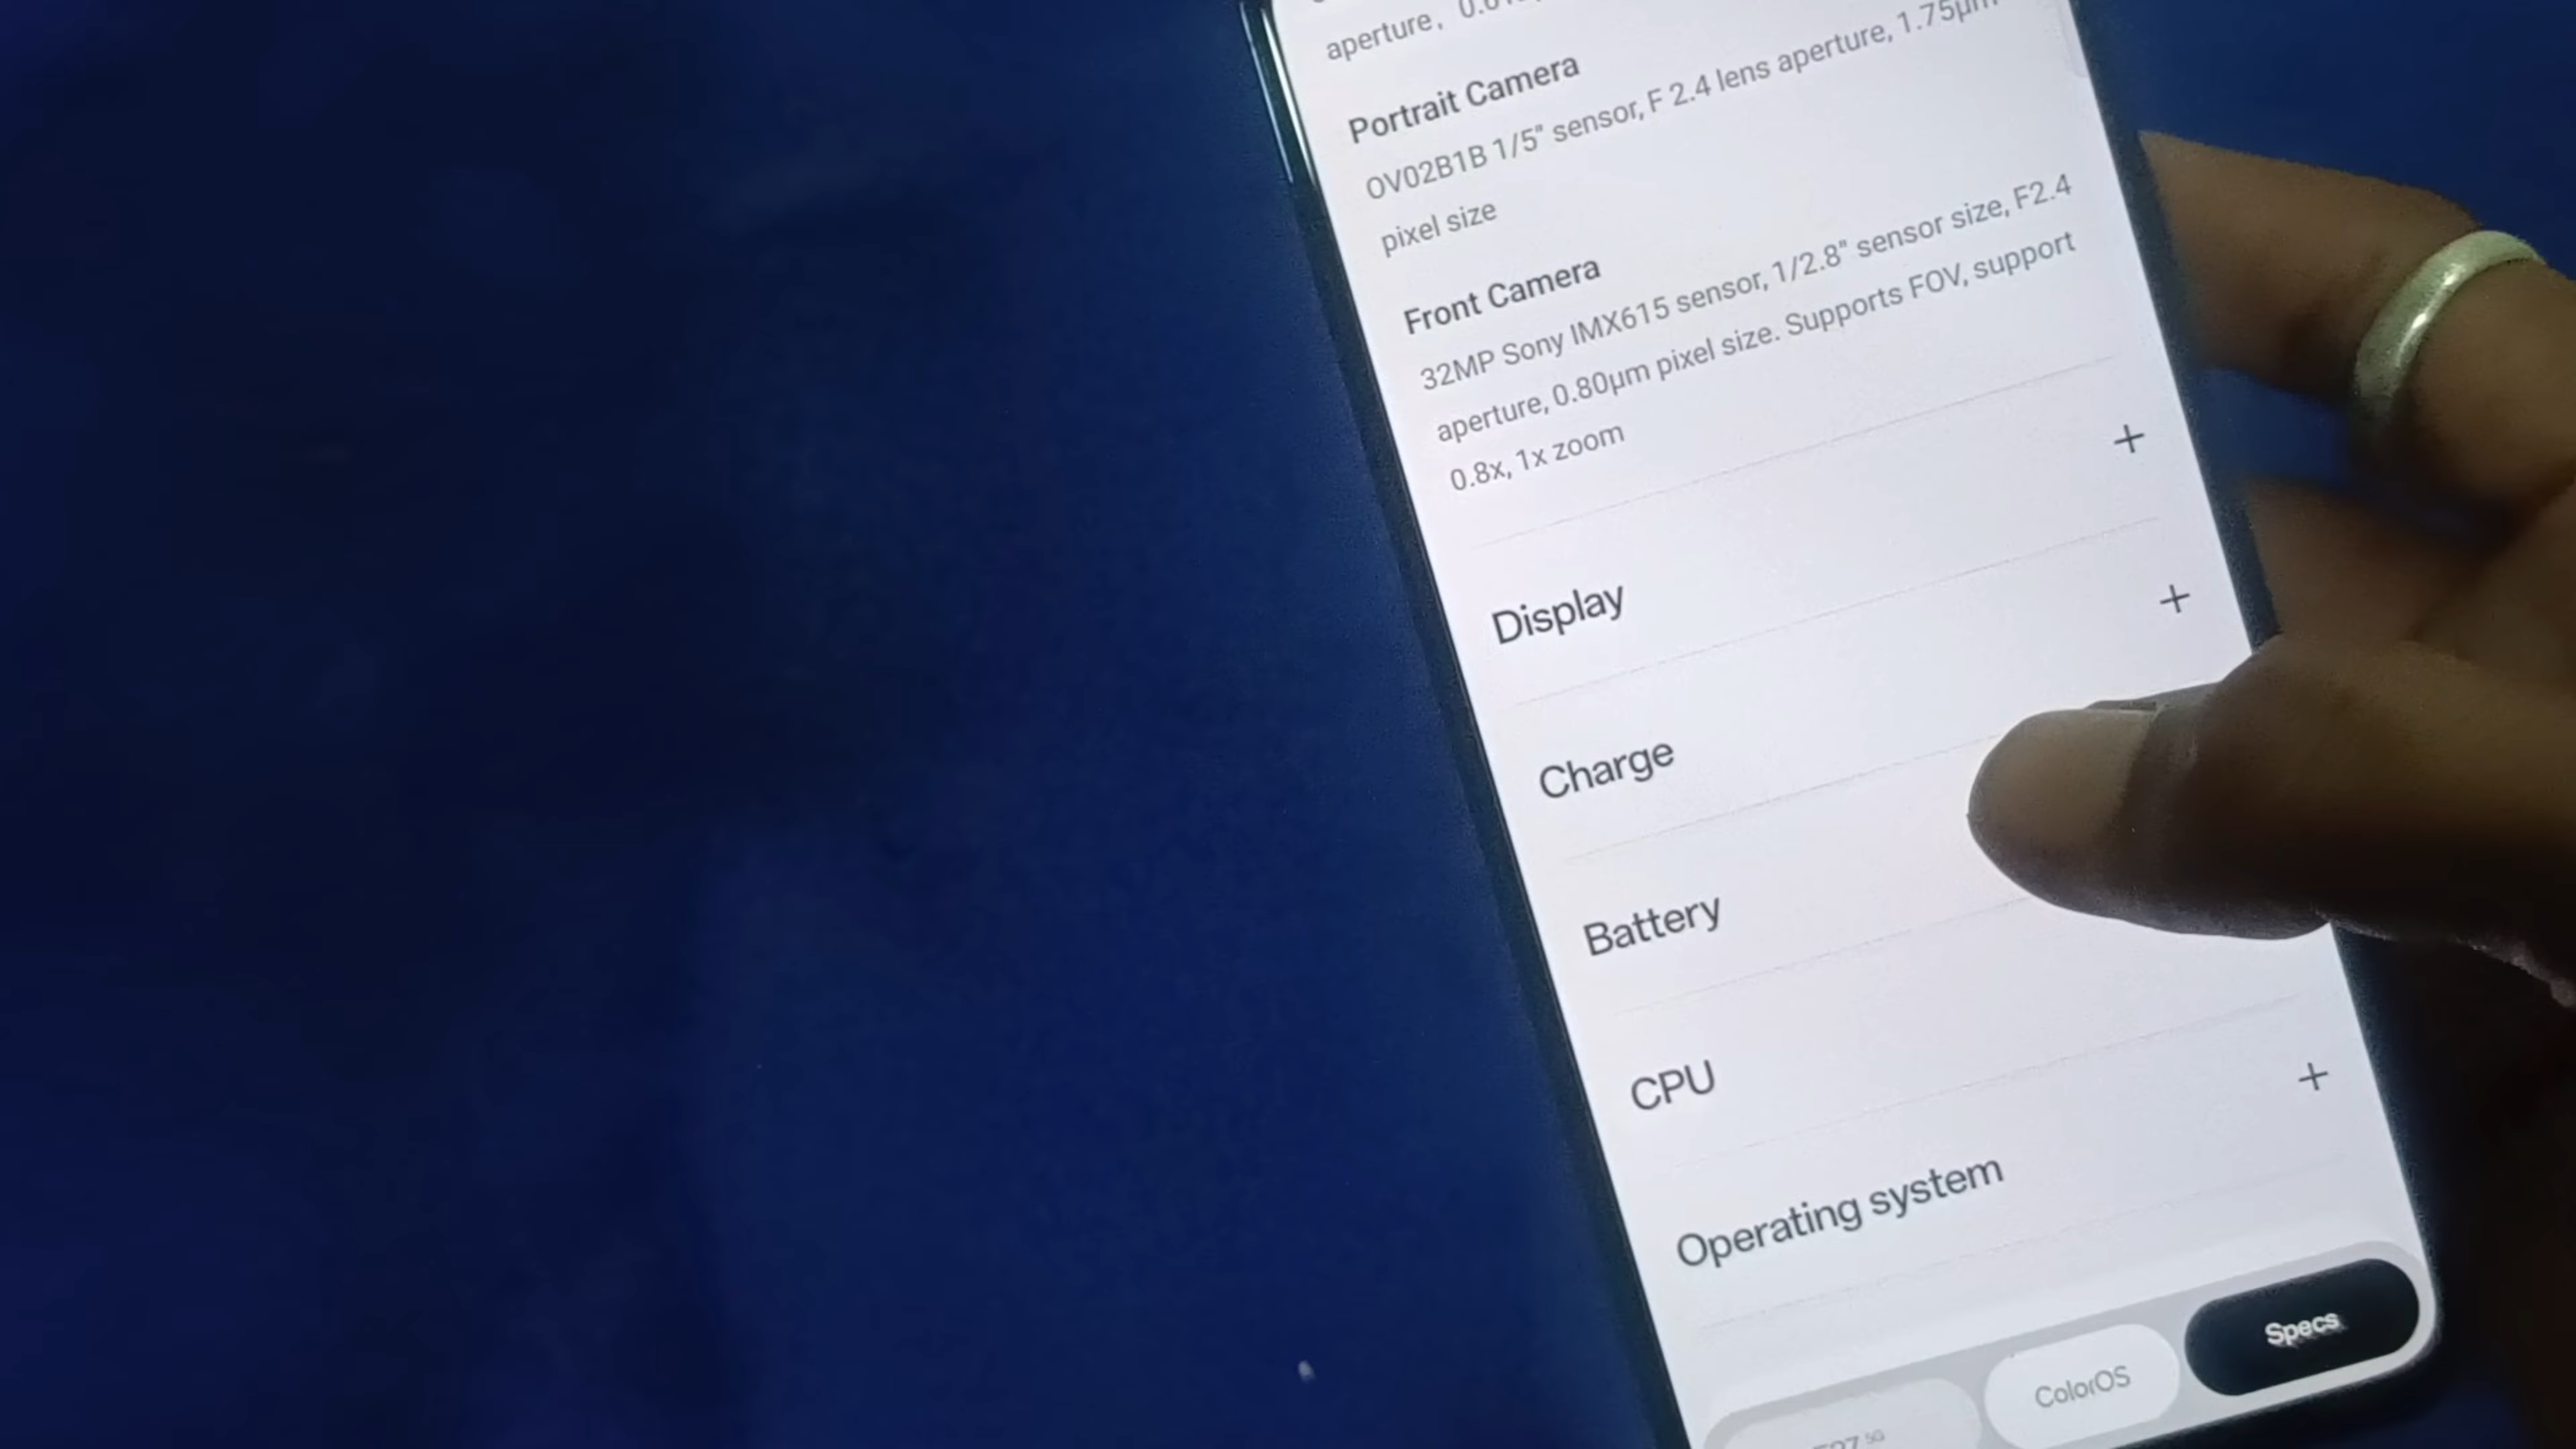 aperture,
Portrait Camera
OV02B1B 1/5" sensor, F 2.4 lens aperture, 1.75μm
pixel size
Front Camera
32MP Sony IMX615 sensor, 1/2.8" sensor size, F2.4
aperture, 0.80μm pixel size. Supports FOV, support
0.8x, 1x zoom
Display +
Charge +
Battery
CPU
Operating system +
ColorOS
Specs